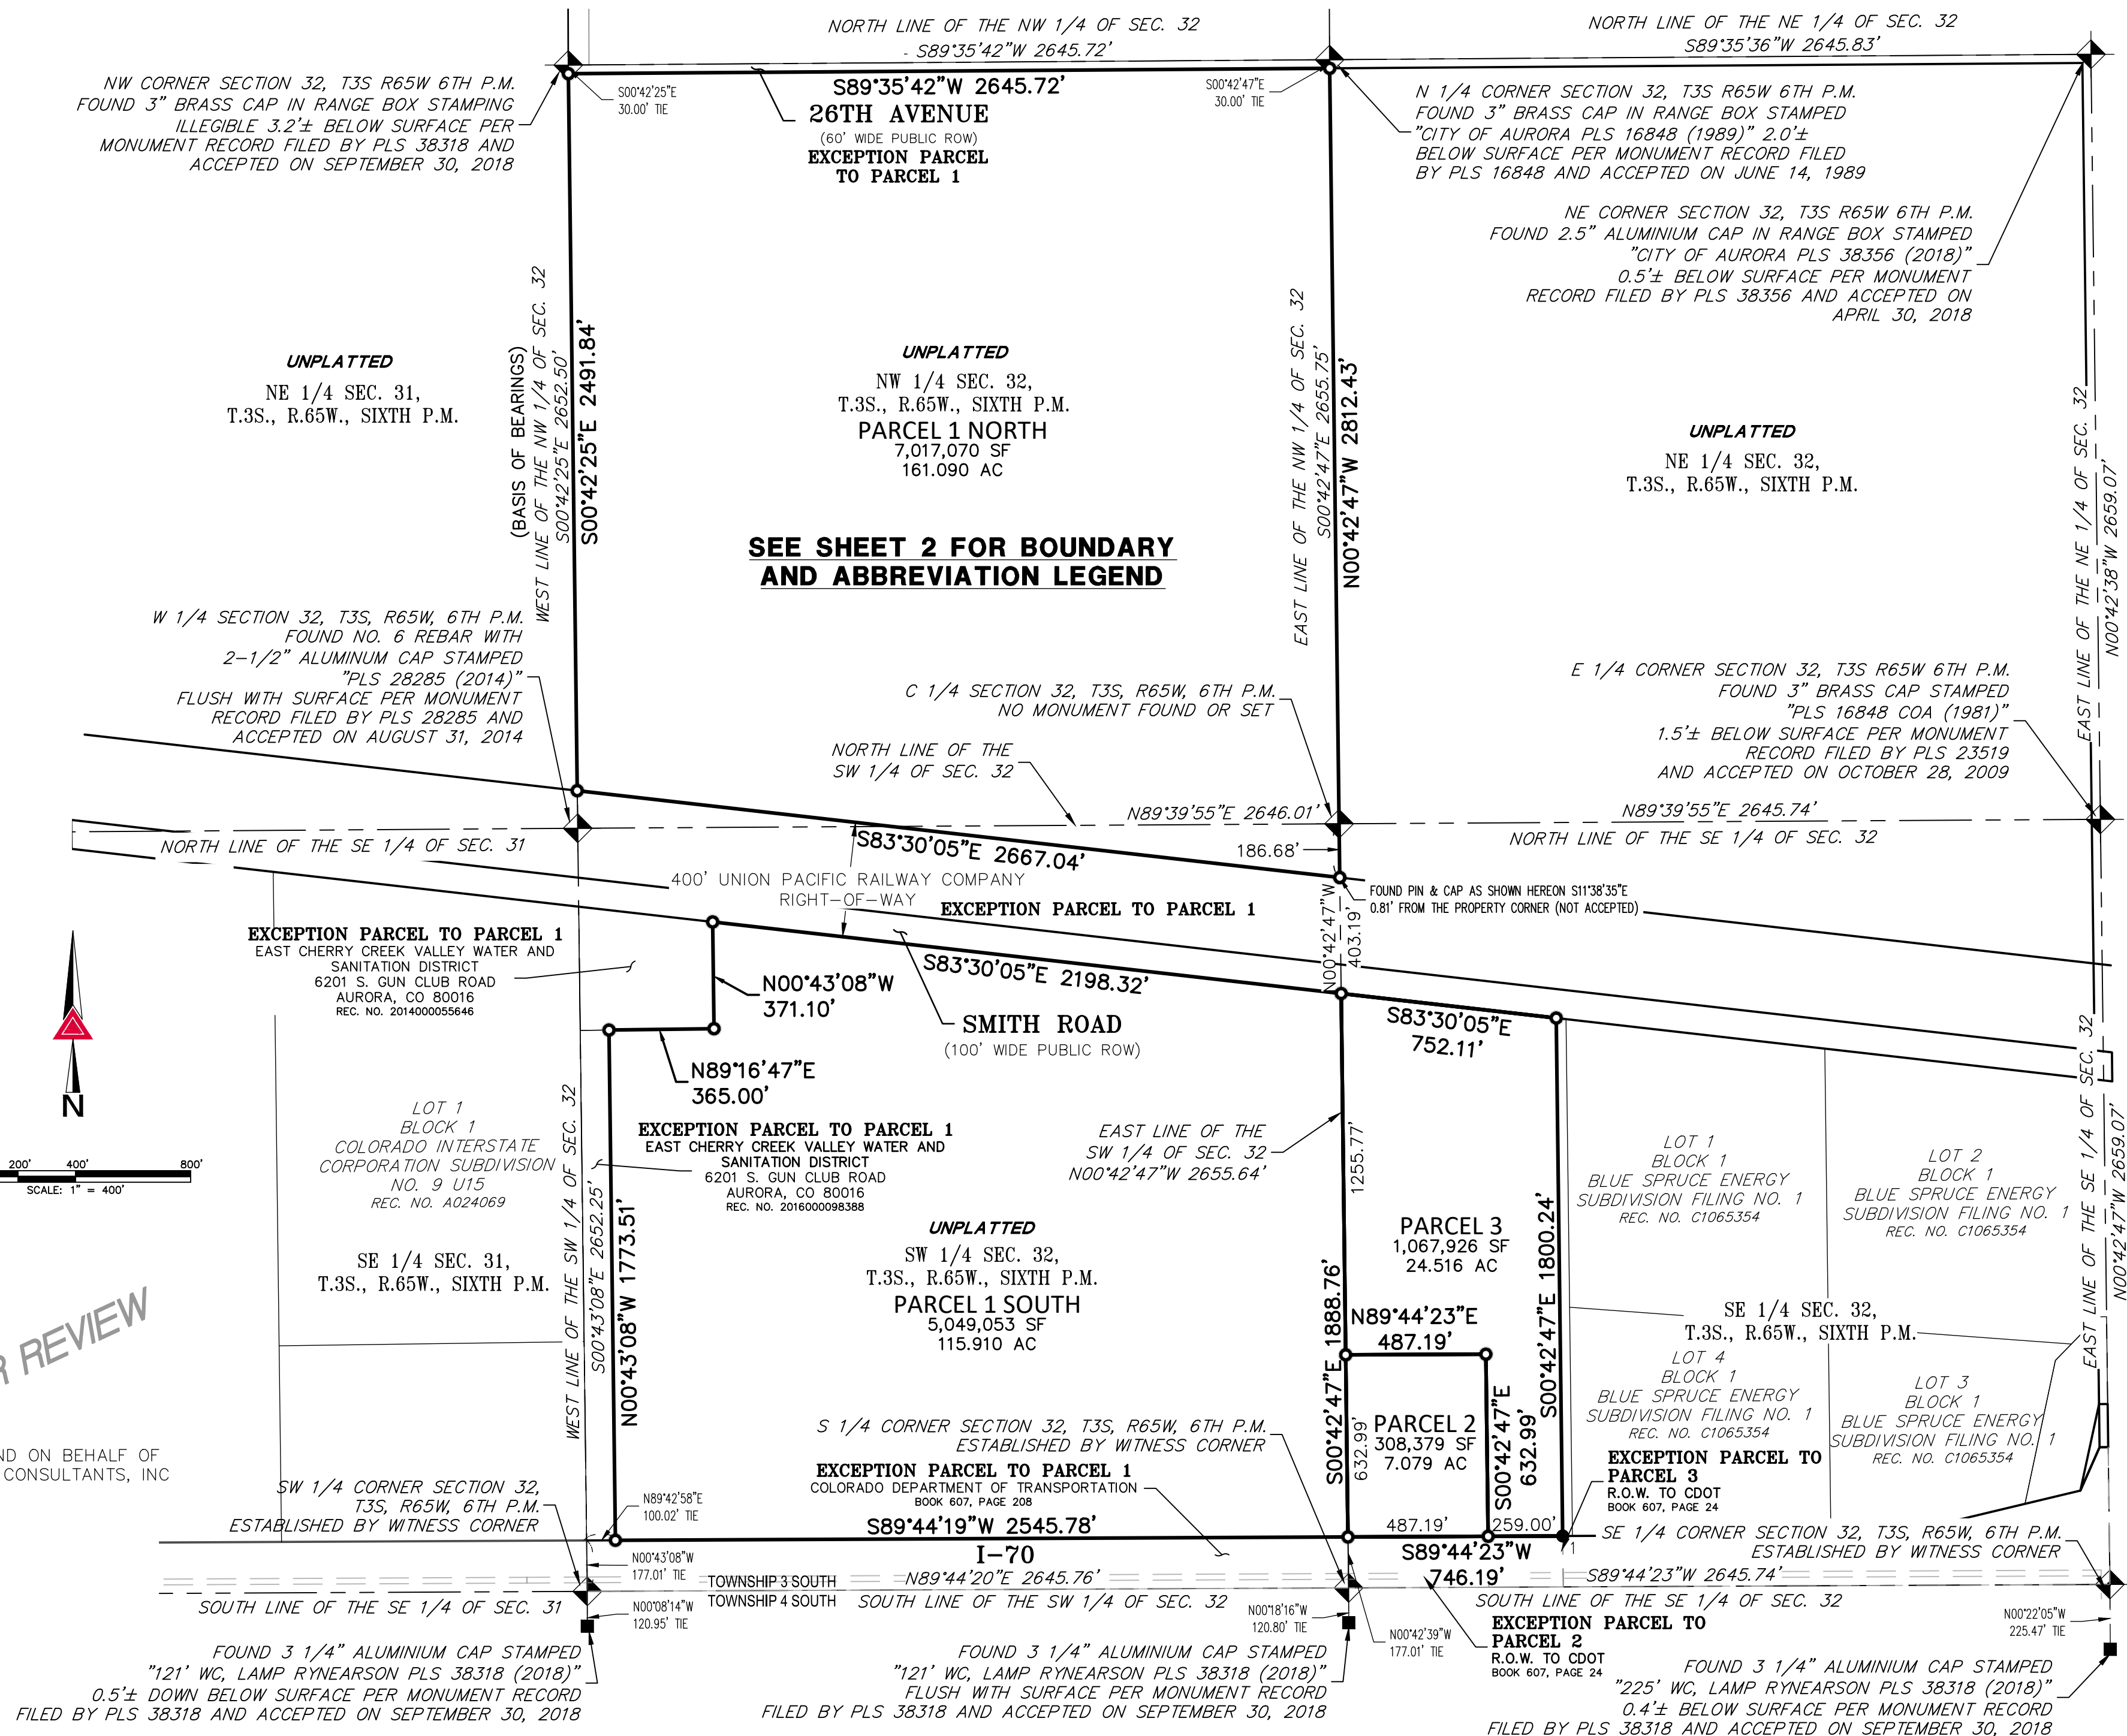 NORTH LINE OF THE NW 1/4 OF SEC. 32
S89°35'42"W 2645.72'
NORTH LINE OF THE NE 1/4 OF SEC. 32
S89°35'36"W 2645.83'
NW CORNER SECTION 32, T3S R65W 6TH P.M.
FOUND 3" BRASS CAP IN RANGE BOX STAMPING
ILLEGIBLE 3.2'± BELOW SURFACE PER
MONUMENT RECORD FILED BY PLS 38318 AND
ACCEPTED ON SEPTEMBER 30, 2018
S00°42'25"E
30.00' TIE
S89°35'42"W 2645.72'
26TH AVENUE
(60' WIDE PUBLIC ROW)
EXCEPTION PARCEL
TO PARCEL 1
S00°42'47"E
30.00' TIE
N 1/4 CORNER SECTION 32, T3S R65W 6TH P.M.
FOUND 3" BRASS CAP IN RANGE BOX STAMPED
"CITY OF AURORA PLS 16848 (1989)" 2.0'±
BELOW SURFACE PER MONUMENT RECORD FILED
BY PLS 16848 AND ACCEPTED ON JUNE 14, 1989
NE CORNER SECTION 32, T3S R65W 6TH P.M.
FOUND 2.5" ALUMINIUM CAP IN RANGE BOX STAMPED
"CITY OF AURORA PLS 38356 (2018)"
0.5'± BELOW SURFACE PER MONUMENT
RECORD FILED BY PLS 38356 AND ACCEPTED ON
APRIL 30, 2018
UNPLATTED
NE 1/4 SEC. 31,
T.3S., R.65W., SIXTH P.M.
(BASIS OF BEARINGS)
WEST LINE OF THE NW 1/4 OF SEC. 32
S00°42'25"E 2652.50'
S00°42'25"E 2491.84'
UNPLATTED
NW 1/4 SEC. 32,
T.3S., R.65W., SIXTH P.M.
PARCEL 1 NORTH
7,017,070 SF
161.090 AC
EAST LINE OF THE NW 1/4 OF SEC. 32
S00°42'47"E 2655.75'
N00°42'47"W 2812.43'
UNPLATTED
NE 1/4 SEC. 32,
T.3S., R.65W., SIXTH P.M.
EAST LINE OF THE NE 1/4 OF SEC. 32
N00°42'38"W 2659.07'
SEE SHEET 2 FOR BOUNDARY
AND ABBREVIATION LEGEND
W 1/4 SECTION 32, T3S, R65W, 6TH P.M.
FOUND NO. 6 REBAR WITH
2-1/2" ALUMINUM CAP STAMPED
"PLS 28285 (2014)"
FLUSH WITH SURFACE PER MONUMENT
RECORD FILED BY PLS 28285 AND
ACCEPTED ON AUGUST 31, 2014
C 1/4 SECTION 32, T3S, R65W, 6TH P.M.
NO MONUMENT FOUND OR SET
NORTH LINE OF THE
SW 1/4 OF SEC. 32
E 1/4 CORNER SECTION 32, T3S R65W 6TH P.M.
FOUND 3" BRASS CAP STAMPED
"PLS 16848 COA (1981)"
1.5'± BELOW SURFACE PER MONUMENT
RECORD FILED BY PLS 23519
AND ACCEPTED ON OCTOBER 28, 2009
N89°39'55"E 2646.01'
N89°39'55"E 2645.74'
NORTH LINE OF THE SE 1/4 OF SEC. 31
NORTH LINE OF THE SE 1/4 OF SEC. 32
S83°30'05"E 2667.04'
186.68'
400' UNION PACIFIC RAILWAY COMPANY
RIGHT-OF-WAY
EXCEPTION PARCEL TO PARCEL 1
FOUND PIN & CAP AS SHOWN HEREON S11°38'35"E
0.81' FROM THE PROPERTY CORNER (NOT ACCEPTED)
N00°42'47"W
403.19'
EXCEPTION PARCEL TO PARCEL 1
EAST CHERRY CREEK VALLEY WATER AND
SANITATION DISTRICT
6201 S. GUN CLUB ROAD
AURORA, CO 80016
REC. NO. 2014000055646
N00°43'08"W
371.10'
S83°30'05"E 2198.32'
SMITH ROAD
(100' WIDE PUBLIC ROW)
S83°30'05"E
752.11'
N89°16'47"E
365.00'
N
200'
400'
800'
SCALE: 1" = 400'
LOT 1
BLOCK 1
COLORADO INTERSTATE
CORPORATION SUBDIVISION
NO. 9 U15
REC. NO. A024069
SE 1/4 SEC. 31,
T.3S., R.65W., SIXTH P.M.
WEST LINE OF THE SW 1/4 OF SEC. 32
S00°43'08"E 2652.25'
N00°43'08"W 1773.51'
EXCEPTION PARCEL TO PARCEL 1
EAST CHERRY CREEK VALLEY WATER AND
SANITATION DISTRICT
6201 S. GUN CLUB ROAD
AURORA, CO 80016
REC. NO. 2016000098388
UNPLATTED
SW 1/4 SEC. 32,
T.3S., R.65W., SIXTH P.M.
PARCEL 1 SOUTH
5,049,053 SF
115.910 AC
EAST LINE OF THE
SW 1/4 OF SEC. 32
N00°42'47"W 2655.64'
1255.77'
S00°42'47"E 1888.76'
632.99'
PARCEL 3
1,067,926 SF
24.516 AC
N89°44'23"E
487.19'
PARCEL 2
308,379 SF
7.079 AC
S00°42'47"E
632.99'
S00°42'47"E 1800.24'
LOT 1
BLOCK 1
BLUE SPRUCE ENERGY
SUBDIVISION FILING NO. 1
REC. NO. C1065354
LOT 2
BLOCK 1
BLUE SPRUCE ENERGY
SUBDIVISION FILING NO. 1
REC. NO. C1065354
SE 1/4 SEC. 32,
T.3S., R.65W., SIXTH P.M.
LOT 4
BLOCK 1
BLUE SPRUCE ENERGY
SUBDIVISION FILING NO. 1
REC. NO. C1065354
LOT 3
BLOCK 1
BLUE SPRUCE ENERGY
SUBDIVISION FILING NO. 1
REC. NO. C1065354
EAST LINE OF THE SE 1/4 OF SEC. 32
N00°42'47"W 2659.07'
REVIEW
ND ON BEHALF OF
CONSULTANTS, INC
SW 1/4 CORNER SECTION 32,
T3S, R65W, 6TH P.M.
ESTABLISHED BY WITNESS CORNER
N89°42'58"E
100.02' TIE
S 1/4 CORNER SECTION 32, T3S, R65W, 6TH P.M.
ESTABLISHED BY WITNESS CORNER
EXCEPTION PARCEL TO PARCEL 1
COLORADO DEPARTMENT OF TRANSPORTATION
BOOK 607, PAGE 208
EXCEPTION PARCEL TO
PARCEL 3
R.O.W. TO CDOT
BOOK 607, PAGE 24
S89°44'19"W 2545.78'
487.19'
259.00'
SE 1/4 CORNER SECTION 32, T3S, R65W, 6TH P.M.
ESTABLISHED BY WITNESS CORNER
1
I-70
S89°44'23"W
746.19'
N00°43'08"W
177.01' TIE
TOWNSHIP 3 SOUTH
TOWNSHIP 4 SOUTH
N89°44'20"E 2645.76'
S89°44'23"W 2645.74'
SOUTH LINE OF THE SE 1/4 OF SEC. 31
SOUTH LINE OF THE SW 1/4 OF SEC. 32
SOUTH LINE OF THE SE 1/4 OF SEC. 32
N00°08'14"W
120.95' TIE
N00°18'16"W
120.80' TIE
N00°42'39"W
177.01' TIE
EXCEPTION PARCEL TO
PARCEL 2
R.O.W. TO CDOT
BOOK 607, PAGE 24
N00°22'05"W
225.47' TIE
FOUND 3 1/4" ALUMINIUM CAP STAMPED
"121' WC, LAMP RYNEARSON PLS 38318 (2018)"
0.5'± DOWN BELOW SURFACE PER MONUMENT RECORD
FILED BY PLS 38318 AND ACCEPTED ON SEPTEMBER 30, 2018
FOUND 3 1/4" ALUMINIUM CAP STAMPED
"121' WC, LAMP RYNEARSON PLS 38318 (2018)"
FLUSH WITH SURFACE PER MONUMENT RECORD
FILED BY PLS 38318 AND ACCEPTED ON SEPTEMBER 30, 2018
FOUND 3 1/4" ALUMINIUM CAP STAMPED
"225' WC, LAMP RYNEARSON PLS 38318 (2018)"
0.4'± BELOW SURFACE PER MONUMENT RECORD
FILED BY PLS 38318 AND ACCEPTED ON SEPTEMBER 30, 2018